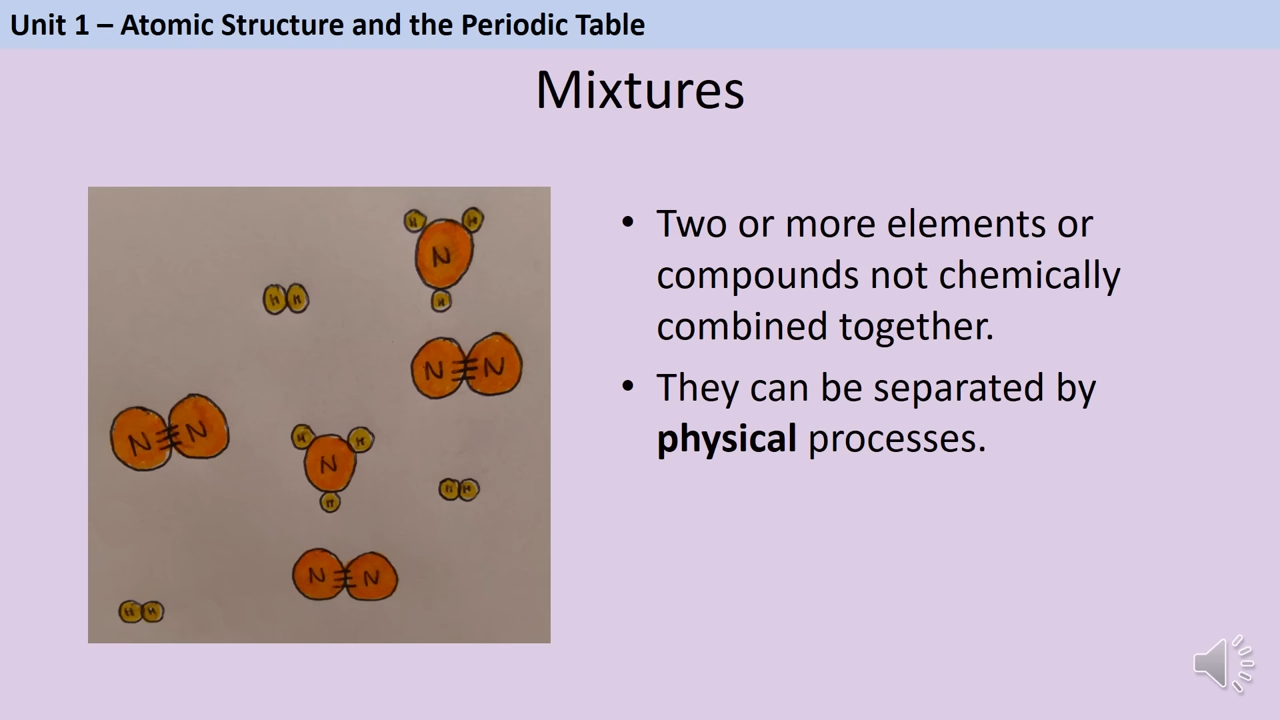 Unit 1 – Atomic Structure and the Periodic Table
Mixtures
• Two or more elements or
compounds not chemically
combined together.
• They can be separated by
physical processes.
H H
N
H
H H
N≡N
N≡N
H H
N
H
H H
N≡N
H H